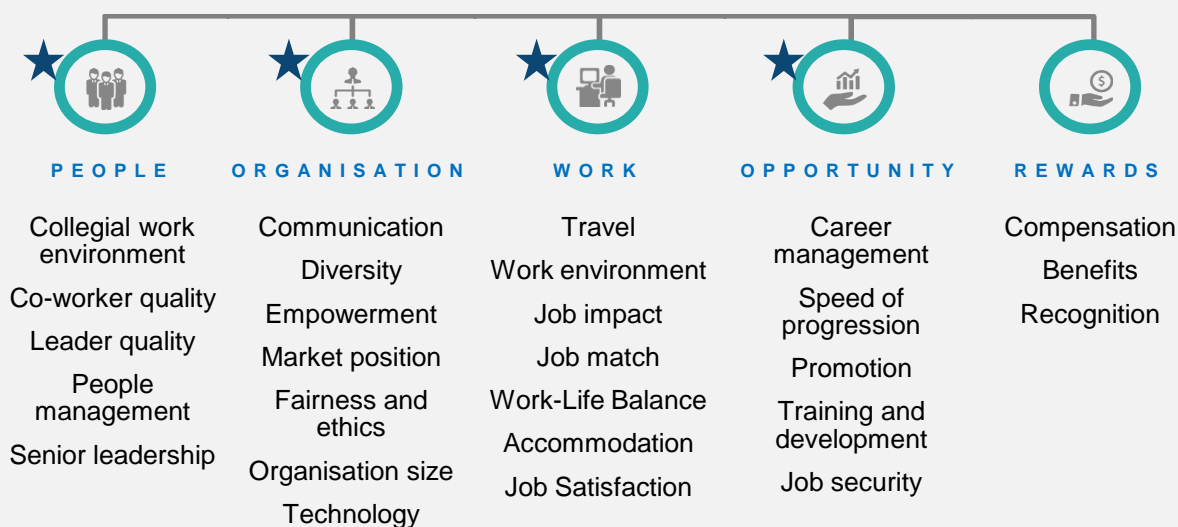 PEOPLE
Collegial work
environment
Co-worker quality
Leader quality
People
management
Senior leadership
ORGANISATION
Communication
Diversity
Empowerment
Market position
Fairness and
ethics
Organisation size
Technology
WORK
Travel
Work environment
Job impact
Job match
Work-Life Balance
Accommodation
Job Satisfaction
OPPORTUNITY
Career
management
Speed of
progression
Promotion
Training and
development
Job security
$
REWARDS
Compensation
Benefits
Recognition